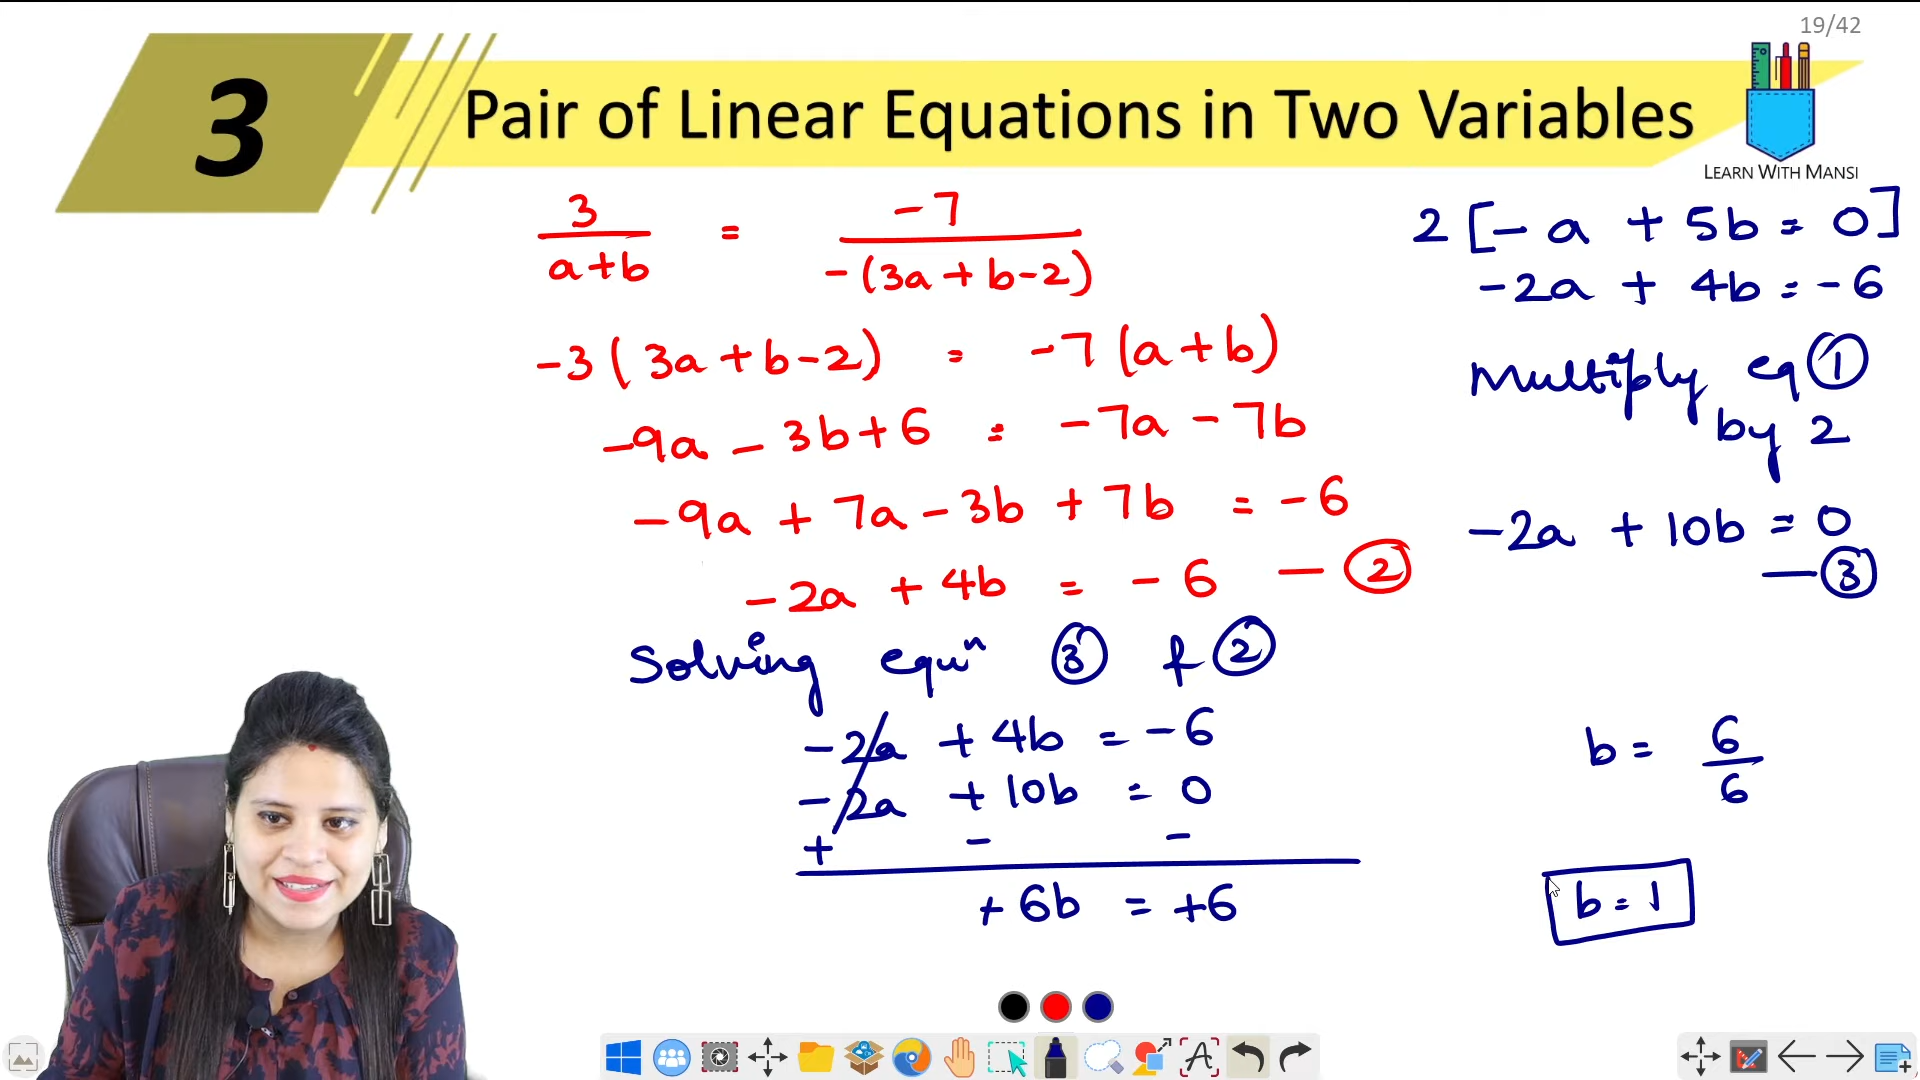 19/42
3
Pair of Linear Equations in Two Variables
LEARN WITH MANSI
3/(a+b) = -7/-(3a+b-2)
-3(3a+b-2) = -7(a+b)
-9a - 3b+6 = -7a - 7b
-9a + 7a - 3b + 7b = -6
-2a + 4b = -6 — ②
Solving equⁿ ③ & ②
-2a + 4b = -6
-2a + 10b = 0
+ - -
+6b = +6
2[-a + 5b = 0]
-2a + 4b = -6
Multiply eq ①
by 2
-2a + 10b = 0
— ③
b = 6/6
b = 1